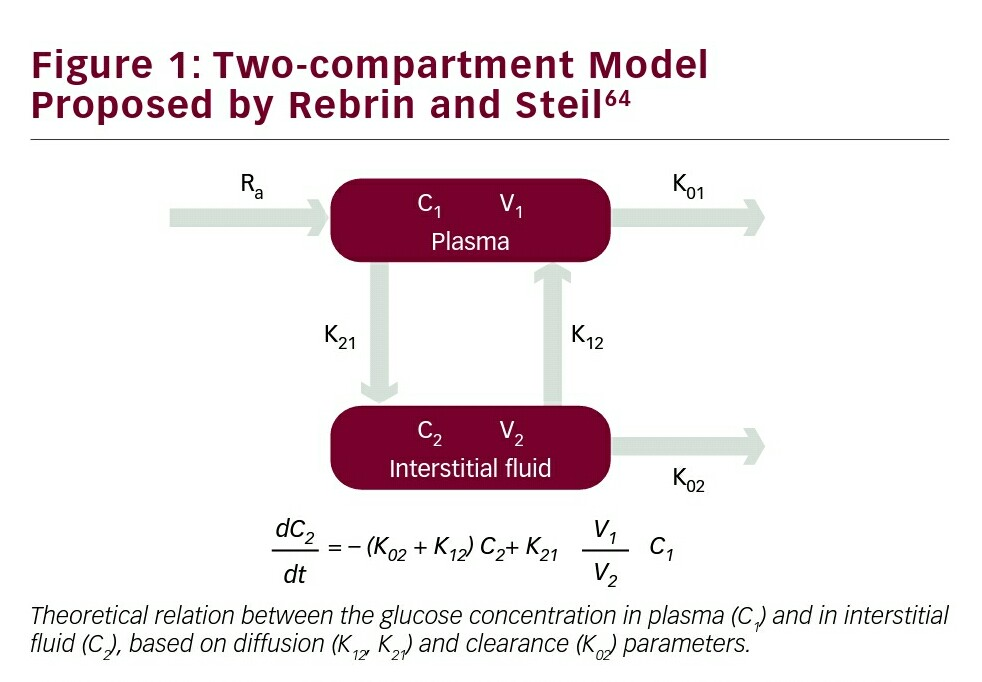 Figure 1: Two-compartment Model
Proposed by Rebrin and Steil⁶⁴
Rₐ
C₁ V₁
K₀₁
Plasma
K₂₁
K₁₂
C₂ V₂
Interstitial fluid
K₀₂
dC₂/dt = – (K₀₂ + K₁₂) C₂+ K₂₁ V₁/V₂ C₁
Theoretical relation between the glucose concentration in plasma (C₁) and in interstitial
fluid (C₂), based on diffusion (K₁₂, K₂₁) and clearance (K₀₂) parameters.